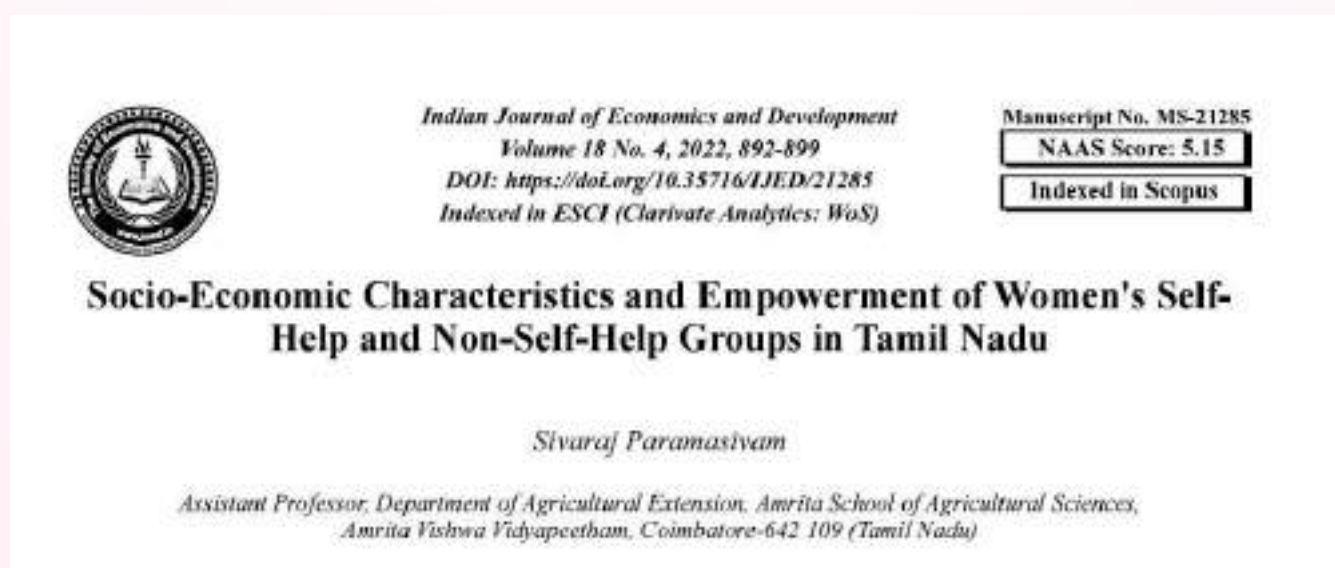 Indian Journal of Economics and Development
Volume 18 No. 4, 2022, 892-899
DOI: https://doi.org/10.35716/IJED/21285
Indexed in ESCI (Clarivate Analytics: WoS)
Manuscript No. MS-21285
NAAS Score: 5.15
Indexed in Scopus
Socio-Economic Characteristics and Empowerment of Women's Self-
Help and Non-Self-Help Groups in Tamil Nadu
Sivaraj Paramasivam
Assistant Professor, Department of Agricultural Extension, Amrita School of Agricultural Sciences,
Amrita Vishwa Vidyapeetham, Coimbatore-642 109 (Tamil Nadu)